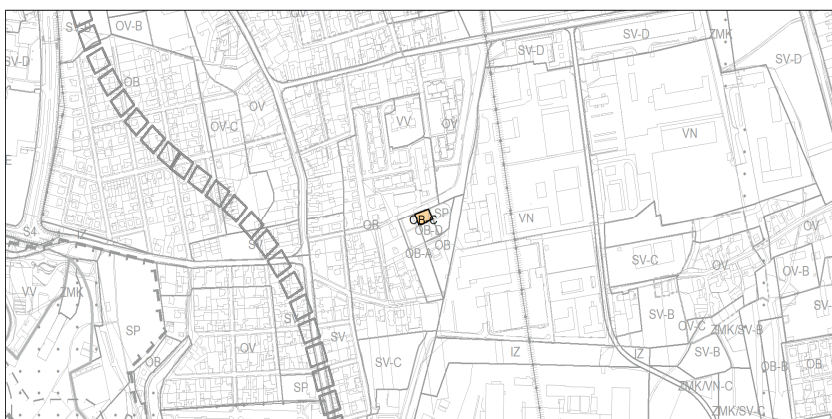 OV-B
SV-D
OB
OV
OV-C
VV
OV
SV-D
SV-D
ZMK
SV-D
VN
SP
OB-C
OB-D
OB
OB
OB-A
VN
SV-C
OV
OV
OV-B
S4
IZ
VV
ZMK
SP
OB
OV
SV
SV
SV-C
SP
IZ
IZ
SV-B
OV-C
ZMK/SV-B
SV-B
OB-B
OB
ZMK/VN-C